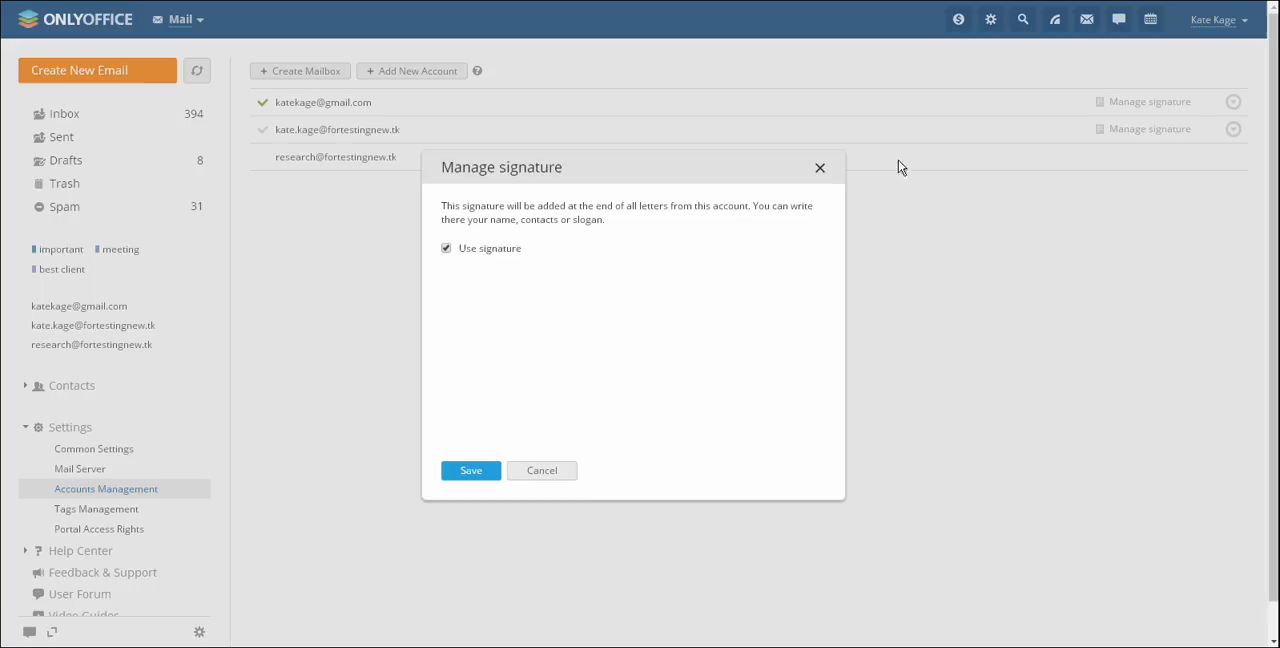 ONLYOFFICE
Mail
Kate Kage
Create New Email
+ Create Mailbox
+ Add New Account
?
Inbox 394
Sent
Drafts 8
Trash
Spam 31
important
meeting
best client
katekage@gmail.com
kate.kage@fortestingnew.tk
research@fortestingnew.tk
Contacts
Settings
Common Settings
Mail Server
Accounts Management
Tags Management
Portal Access Rights
? Help Center
Feedback & Support
User Forum
Video Guides
katekage@gmail.com
Manage signature
kate.kage@fortestingnew.tk
Manage signature
research@fortestingnew.tk
Manage signature
This signature will be added at the end of all letters from this account. You can write
there your name, contacts or slogan.
Use signature
Save
Cancel